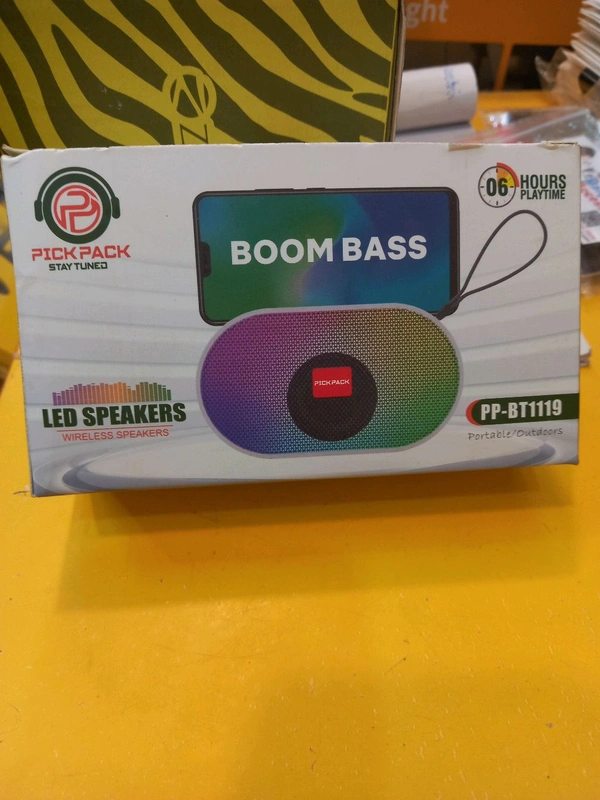 ght
PICK PACK
STAY TUNED
06 HOURS
PLAYTIME
BOOM BASS
PICK PACK
LED SPEAKERS
WIRELESS SPEAKERS
PP-BT1119
Portable/Outdoors